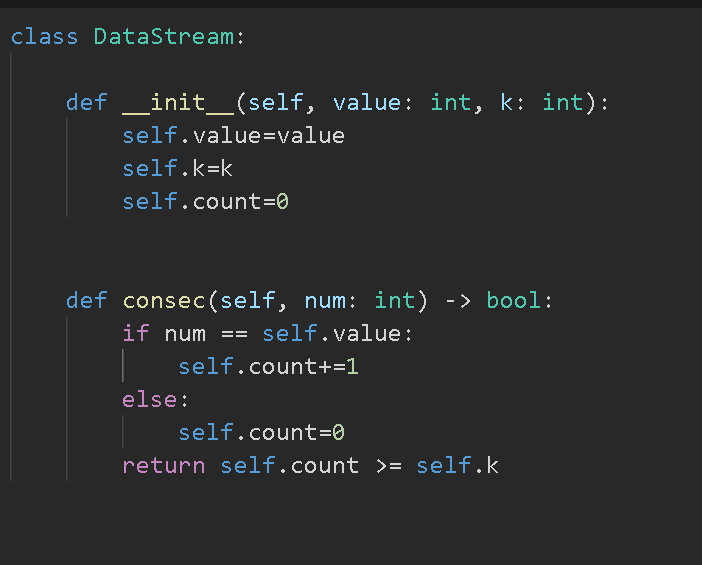 class DataStream:
    def __init__(self, value: int, k: int):
        self.value=value
        self.k=k
        self.count=0
    def consec(self, num: int) -> bool:
        if num == self.value:
            self.count+=1
        else:
            self.count=0
        return self.count >= self.k